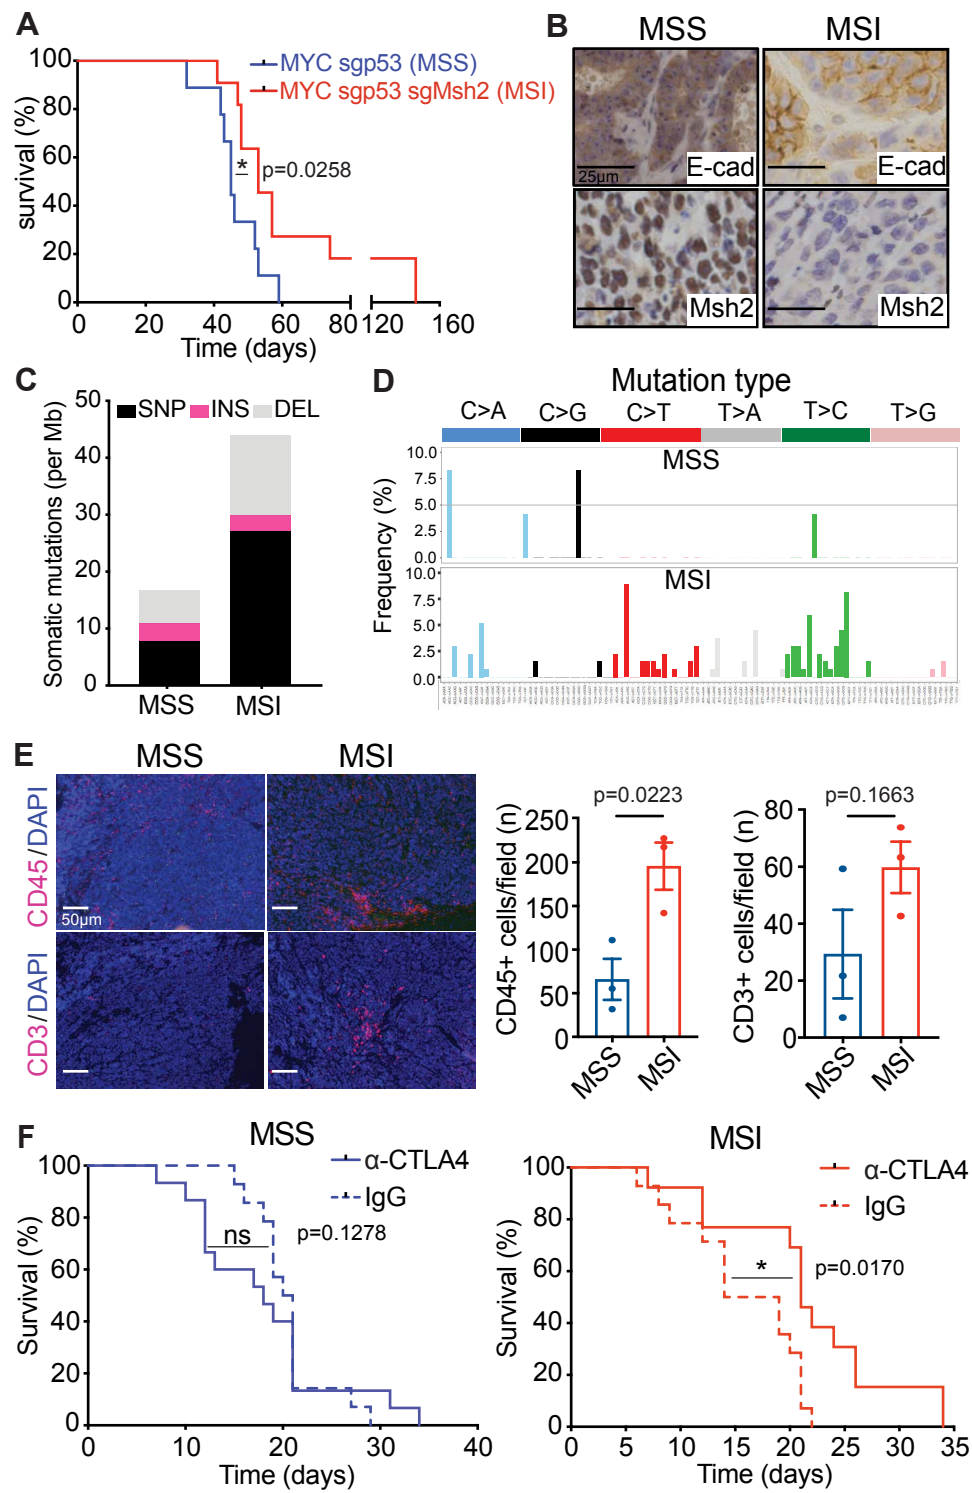 A
MYC sgp53 (MSS)
MYC sgp53 sgMsh2 (MSI)
survival (%)
100
80
60
40
20
0
* p=0.0258
0 20 40 60 80 120 160
Time (days)
B
MSS MSI
E-cad E-cad
25µm
Msh2 Msh2
C
SNP INS DEL
Somatic mutations (per Mb)
50
40
30
20
10
0
MSS MSI
D
Mutation type
C>A C>G C>T T>A T>C T>G
Frequency (%)
MSS
10.0
7.5
5.0
2.5
0.0
MSI
10.0
7.5
5.0
2.5
0.0
E
MSS MSI
CD45/DAPI
50µm
CD3/DAPI
p=0.0223
CD45+ cells/field (n)
250
200
150
100
50
0
MSS MSI
p=0.1663
CD3+ cells/field (n)
80
60
40
20
0
MSS MSI
F
MSS
α-CTLA4
IgG
ns
p=0.1278
Survival (%)
100
80
60
40
20
0
0 10 20 30 40
Time (days)
MSI
α-CTLA4
IgG
*
p=0.0170
Survival (%)
100
80
60
40
20
0
0 5 10 15 20 25 30 35
Time (days)